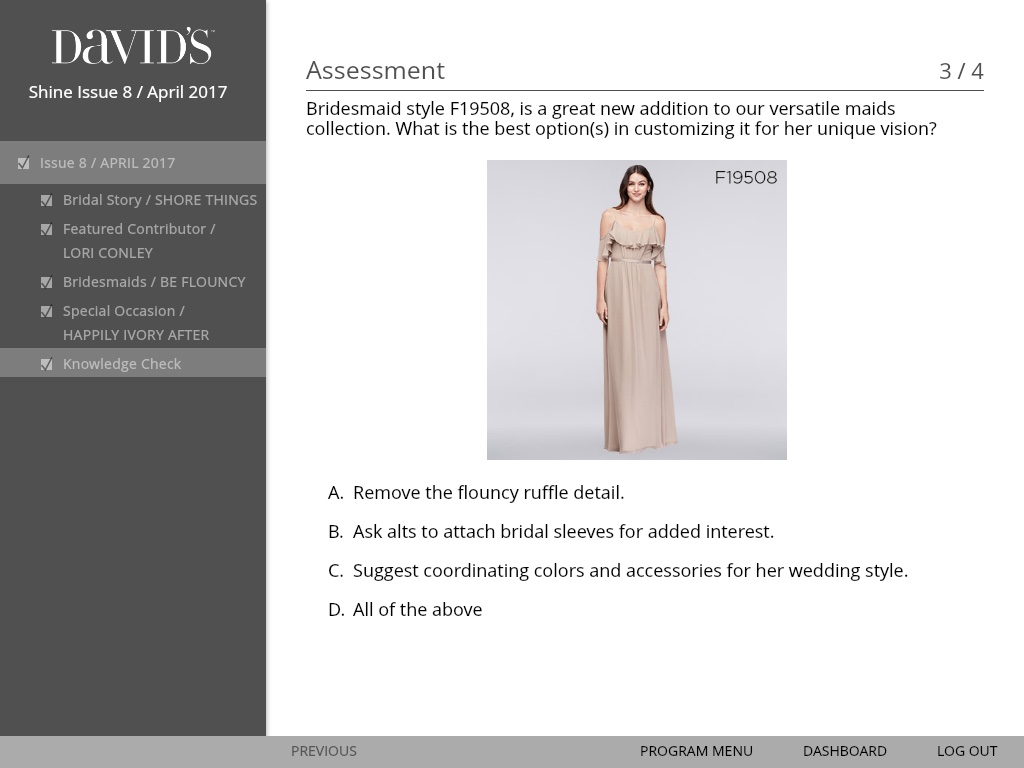 DAVID'S™
Shine Issue 8 / April 2017
Issue 8 / APRIL 2017
Bridal Story / SHORE THINGS
Featured Contributor /
LORI CONLEY
Bridesmaids / BE FLOUNCY
Special Occasion /
HAPPILY IVORY AFTER
Knowledge Check
Assessment 3 / 4
Bridesmaid style F19508, is a great new addition to our versatile maids
collection. What is the best option(s) in customizing it for her unique vision?
F19508
A. Remove the flouncy ruffle detail.
B. Ask alts to attach bridal sleeves for added interest.
C. Suggest coordinating colors and accessories for her wedding style.
D. All of the above
PREVIOUS PROGRAM MENU DASHBOARD LOG OUT